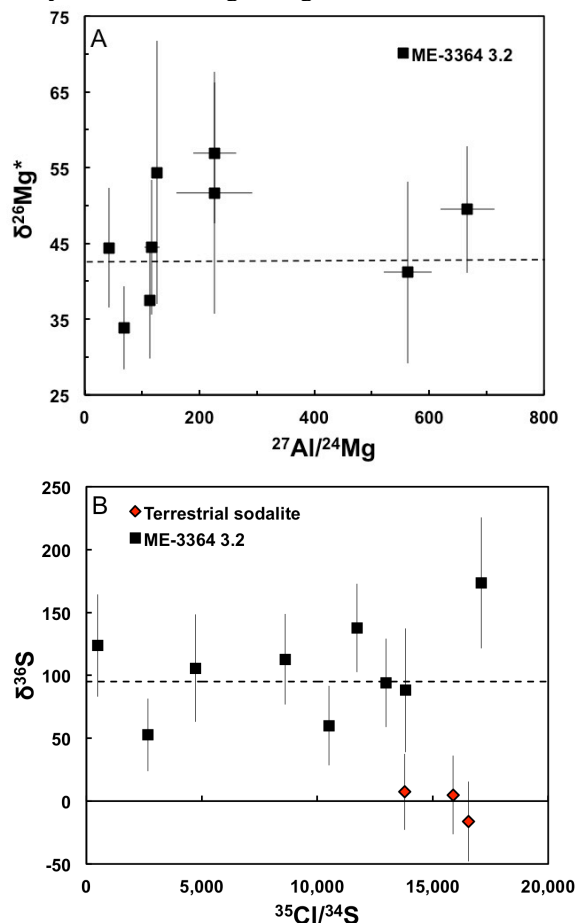 75
A
ME-3364 3.2
65
55
δ²⁶Mg*
45
35
25
0 200 400 600 800
²⁷Al/²⁴Mg
250
B
Terrestrial sodalite
ME-3364 3.2
200
150
δ³⁶S
100
50
0
-50
0 5,000 10,000 15,000 20,000
³⁵Cl/³⁴S